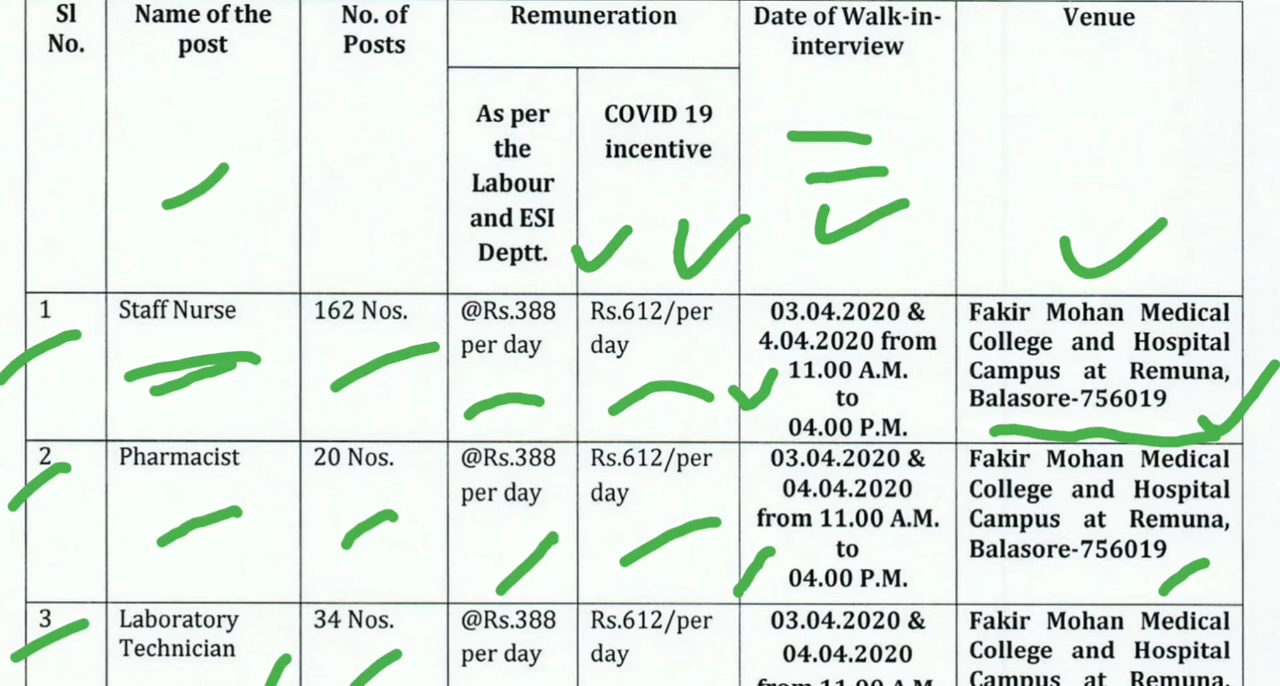 Sl
No.
Name of the
post
No. of
Posts
Remuneration
Date of Walk-in-
interview
Venue
As per
the
Labour
and ESI
Deptt.
COVID 19
incentive
1
Staff Nurse
162 Nos.
@Rs.388
per day
Rs.612/per
day
03.04.2020 &
4.04.2020 from
11.00 A.M.
to
04.00 P.M.
Fakir Mohan Medical
College and Hospital
Campus at Remuna,
Balasore-756019
2
Pharmacist
20 Nos.
@Rs.388
per day
Rs.612/per
day
03.04.2020 &
04.04.2020
from 11.00 A.M.
to
04.00 P.M.
Fakir Mohan Medical
College and Hospital
Campus at Remuna,
Balasore-756019
3
Laboratory
Technician
34 Nos.
@Rs.388
per day
Rs.612/per
day
03.04.2020 &
04.04.2020
from 11.00 A.M.
Fakir Mohan Medical
College and Hospital
Campus at Remuna,